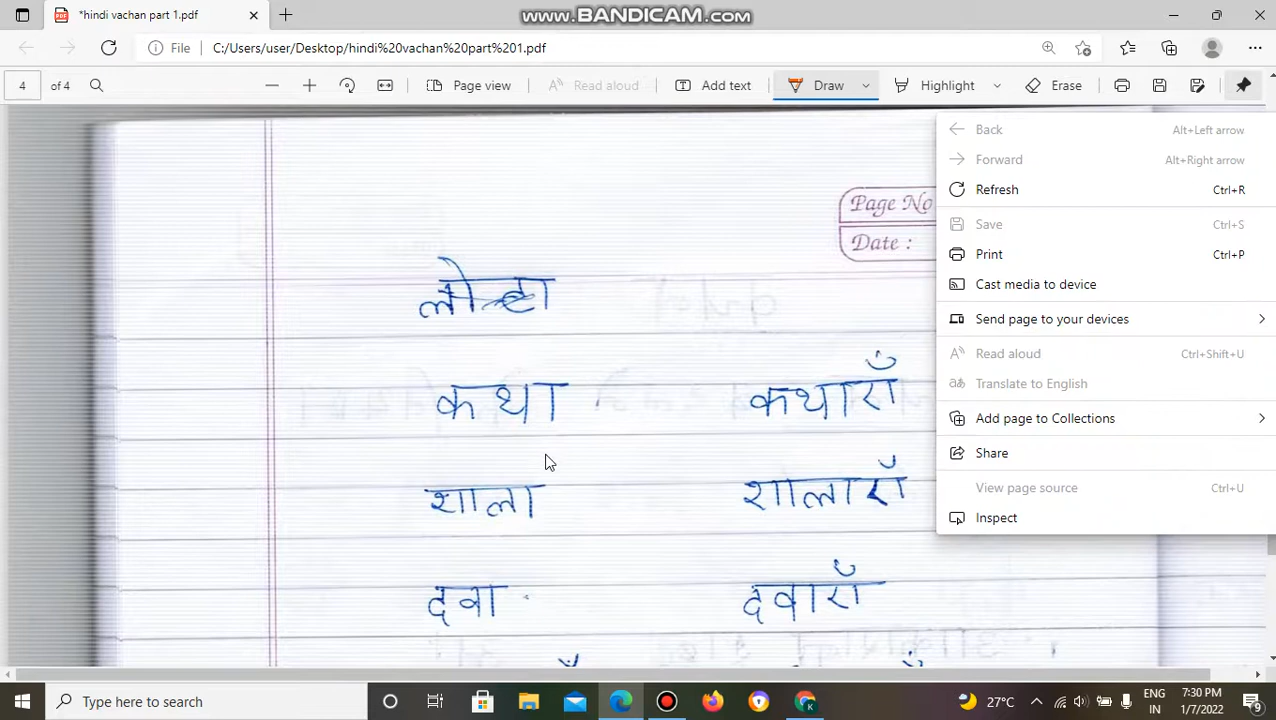 *hindi vachan part 1.pdf
www.BANDICAM.com
File C:/Users/user/Desktop/hindi%20vachan%20part%201.pdf
4 of 4 Page view Read aloud Add text Draw Highlight Erase
Back Alt+Left arrow
Forward Alt+Right arrow
Refresh Ctrl+R
Save Ctrl+S
Print Ctrl+P
Cast media to device
Send page to your devices
Read aloud Ctrl+Shift+U
Translate to English
Add page to Collections
Share
View page source Ctrl+U
Inspect
Page No
Date :
कथा कथाएँ
शाला शालाएँ
दवा दवाएँ
Type here to search
27°C ENG 7:30 PM
IN 1/7/2022 9